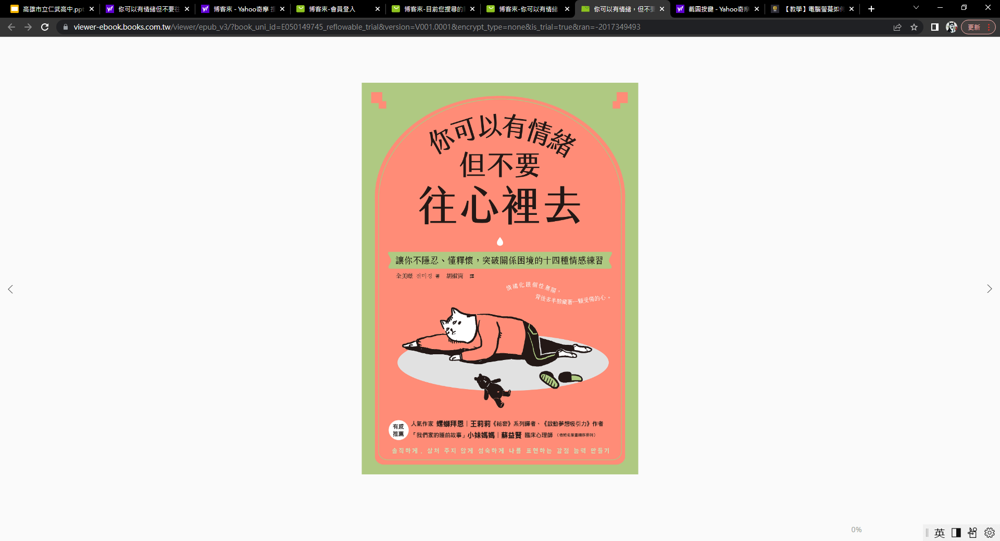 高雄市立仁武高中.ppt
你可以有情緒但不要往
博客來 - Yahoo奇摩 搜
博客來-會員登入
博客來-目前您搜尋的
博客來-你可以有情緒
你可以有情緒，但不要
截圖按鍵 - Yahoo奇摩
【教學】電腦螢幕如何
viewer-ebook.books.com.tw/viewer/epub_v3/?book_uni_id=E050149745_reflowable_trial&version=V001.0001&encrypt_type=none&is_trial=true&ran=-2017349493
更新
你可以有情緒
但不要
往心裡去
讓你不隱忍、懂釋懷，突破關係困境的十四種情感練習
全美暻 전미경 著 胡椒筒 譯
情緒化跟個性無關，
背後多半躲藏著一顆受傷的心。
有感
推薦
人氣作家 螺螄拜恩｜王莉莉《祕密》系列譯者、《啟動夢想吸引力》作者
「我們家的睡前故事」小妹媽媽｜蘇益賢 臨床心理師 （依姓名筆畫順序排列）
솔직하게, 상처 주지 않게 성숙하게 나를 표현하는 감정 능력 만들기
0%
英